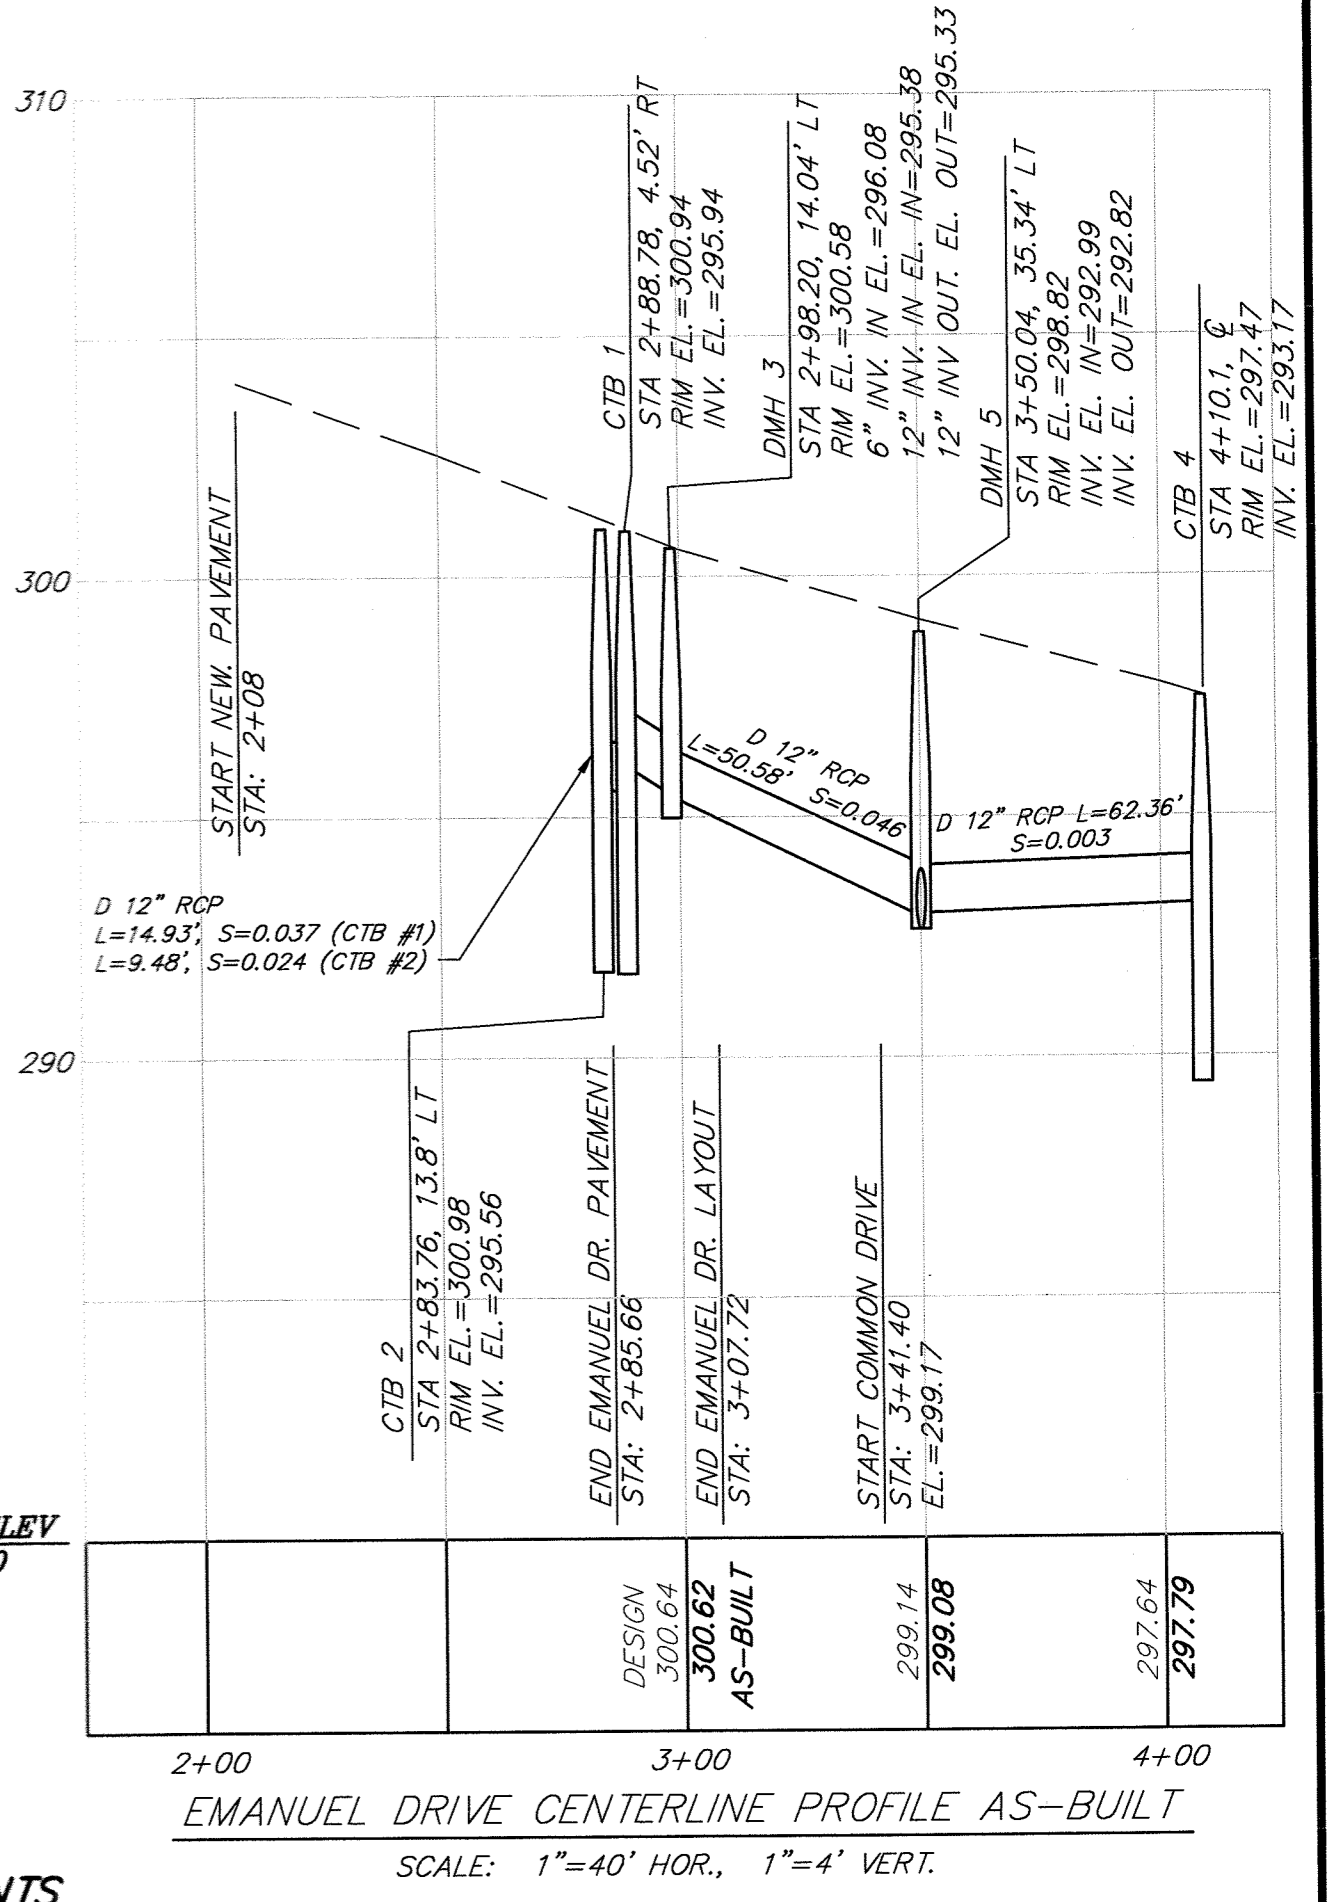 310
300
290
START NEW. PAVEMENT
STA: 2+08
CTB 1
STA 2+88.78, 4.52' RT
RIM EL.=300.94
INV. EL.=295.94
DMH 3
STA 2+98.20, 14.04' LT
RIM EL.=300.58
6" INV. IN EL.=296.08
12" INV. IN EL. IN=295.38
12" INV OUT. EL. OUT=295.33
DMH 5
STA 3+50.04, 35.34' LT
RIM EL.=298.82
INV. EL. IN=292.99
INV. EL. OUT=292.82
CTB 4
STA 4+10.1, ℄
RIM EL.=297.47
INV. EL.=293.17
D 12" RCP
L=50.58' S=0.046
D 12" RCP L=62.36'
S=0.003
D 12" RCP
L=14.93', S=0.037 (CTB #1)
L=9.48', S=0.024 (CTB #2)
CTB 2
STA 2+83.76, 13.8' LT
RIM EL.=300.98
INV. EL.=295.56
END EMANUEL DR. PAVEMENT
STA: 2+85.66
END EMANUEL DR. LAYOUT
STA: 3+07.72
START COMMON DRIVE
STA: 3+41.40
EL.=299.17
LEV
DESIGN
300.64
300.62
AS-BUILT
299.14
299.08
297.64
297.79
2+00 3+00 4+00
EMANUEL DRIVE CENTERLINE PROFILE AS-BUILT
SCALE: 1"=40' HOR., 1"=4' VERT.
NTS